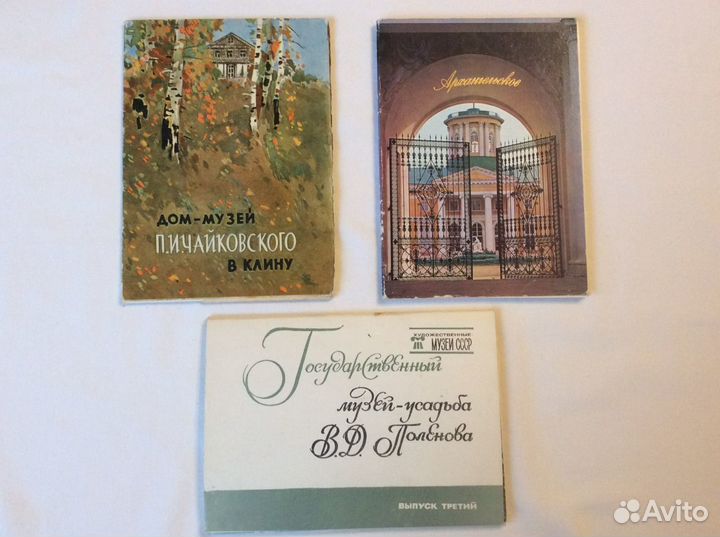 ДОМ-МУЗЕЙ
П.И.ЧАЙКОВСКОГО
В КЛИНУ
Архангельское
ХУДОЖЕСТВЕННЫЕ
МУЗЕИ СССР
Государственный
музей-усадьба
В.Д. Поленова
ВЫПУСК ТРЕТИЙ
Avito